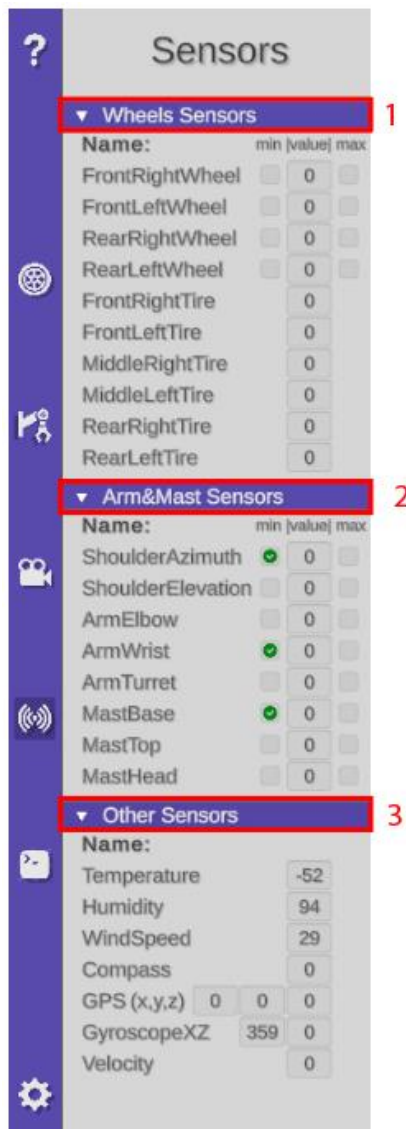 ?
Sensors
Wheels Sensors 1
Name: min |value| max
FrontRightWheel 0
FrontLeftWheel 0
RearRightWheel 0
RearLeftWheel 0
FrontRightTire 0
FrontLeftTire 0
MiddleRightTire 0
MiddleLeftTire 0
RearRightTire 0
RearLeftTire 0
Arm&Mast Sensors 2
Name: min |value| max
ShoulderAzimuth 0
ShoulderElevation 0
ArmElbow 0
ArmWrist 0
ArmTurret 0
MastBase 0
MastTop 0
MastHead 0
Other Sensors 3
Name:
Temperature -52
Humidity 94
WindSpeed 29
Compass 0
GPS (x,y,z) 0 0 0
GyroscopeXZ 359 0
Velocity 0